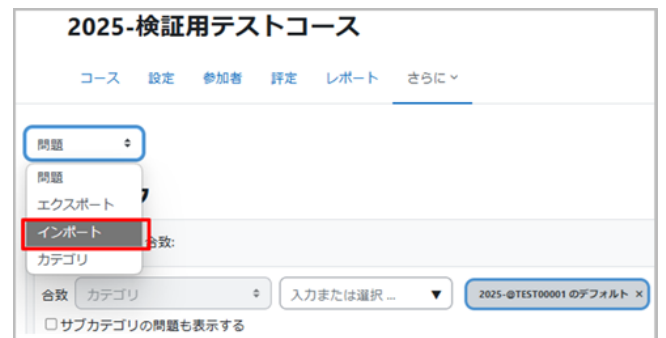 2025-検証用テストコース
コース 設定 参加者 評定 レポート さらに
問題
問題
エクスポート
インポート
合致:
カテゴリ
合致 カテゴリ 入力または選択 ... ▼ 2025-@TEST00001 のデフォルト ×
サブカテゴリの問題も表示する